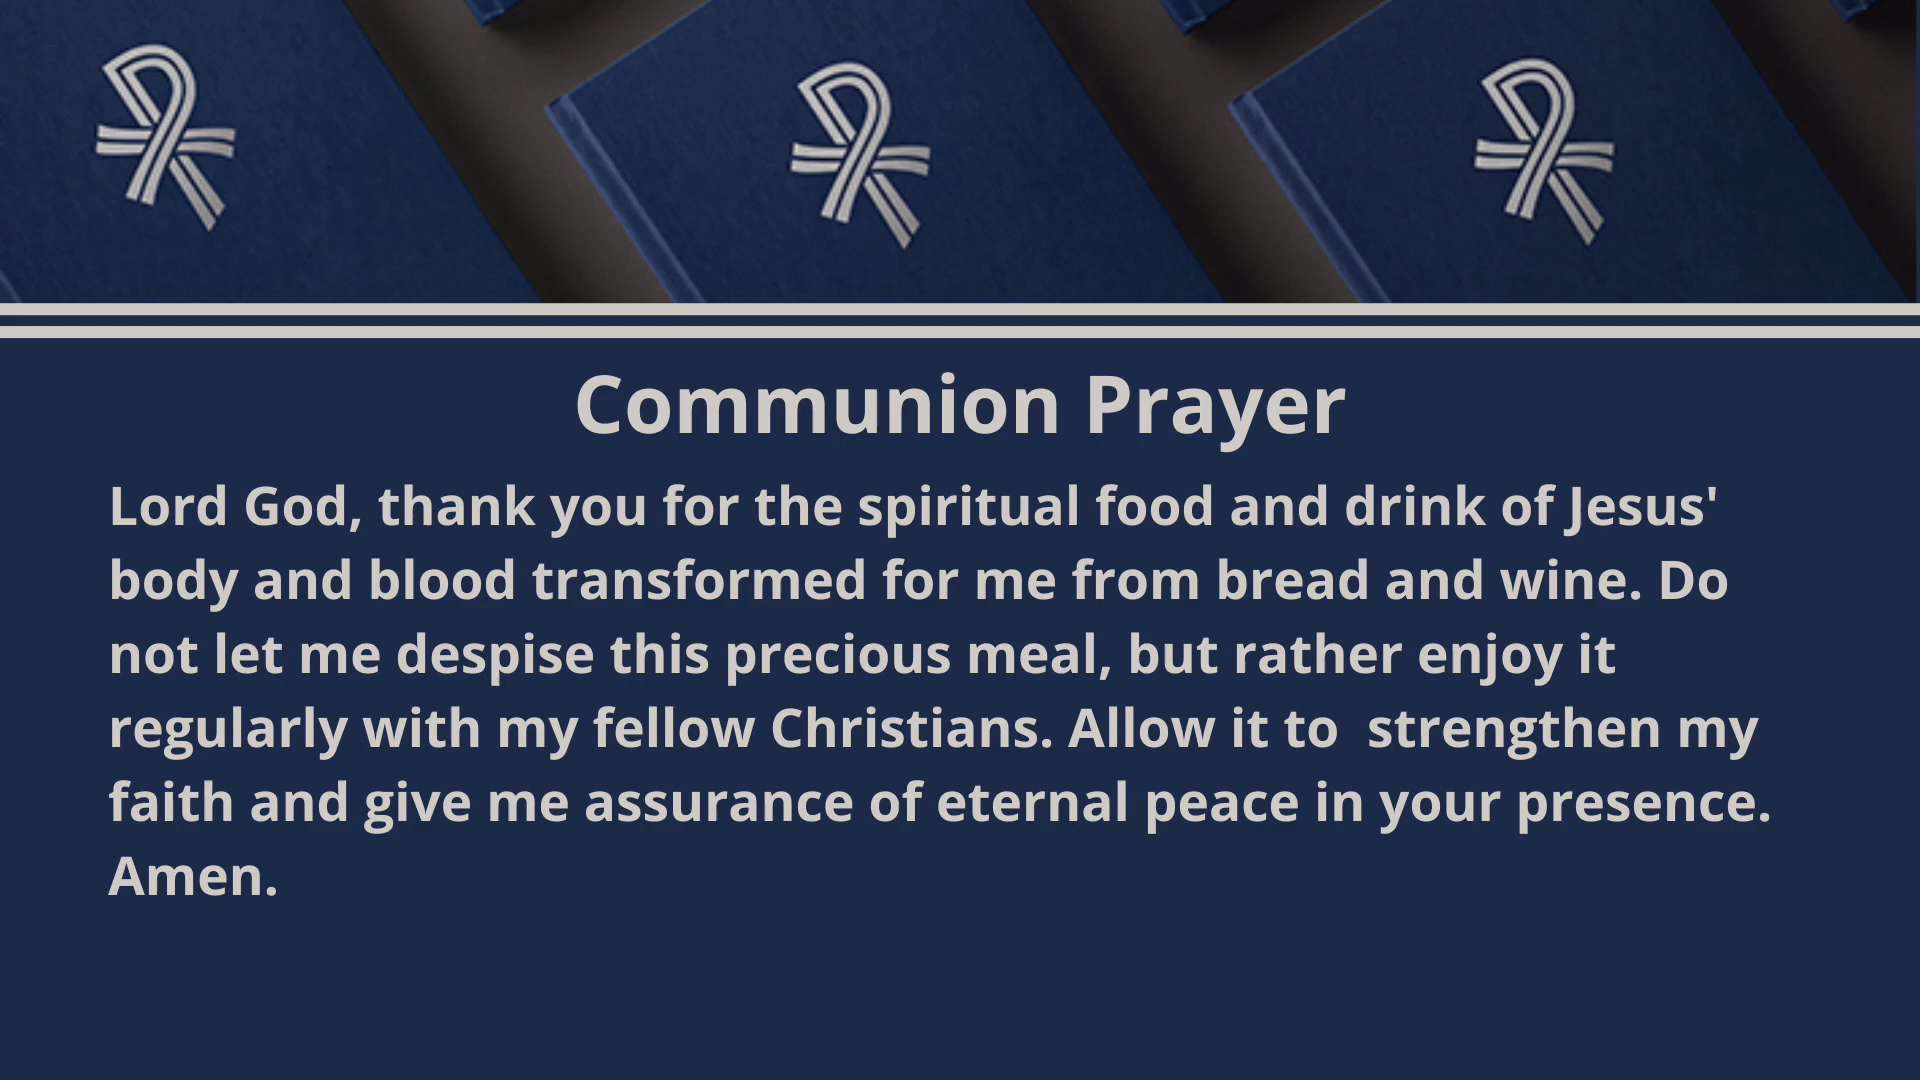 Communion Prayer
Lord God, thank you for the spiritual food and drink of Jesus'
body and blood transformed for me from bread and wine. Do
not let me despise this precious meal, but rather enjoy it
regularly with my fellow Christians. Allow it to  strengthen my
faith and give me assurance of eternal peace in your presence.
Amen.